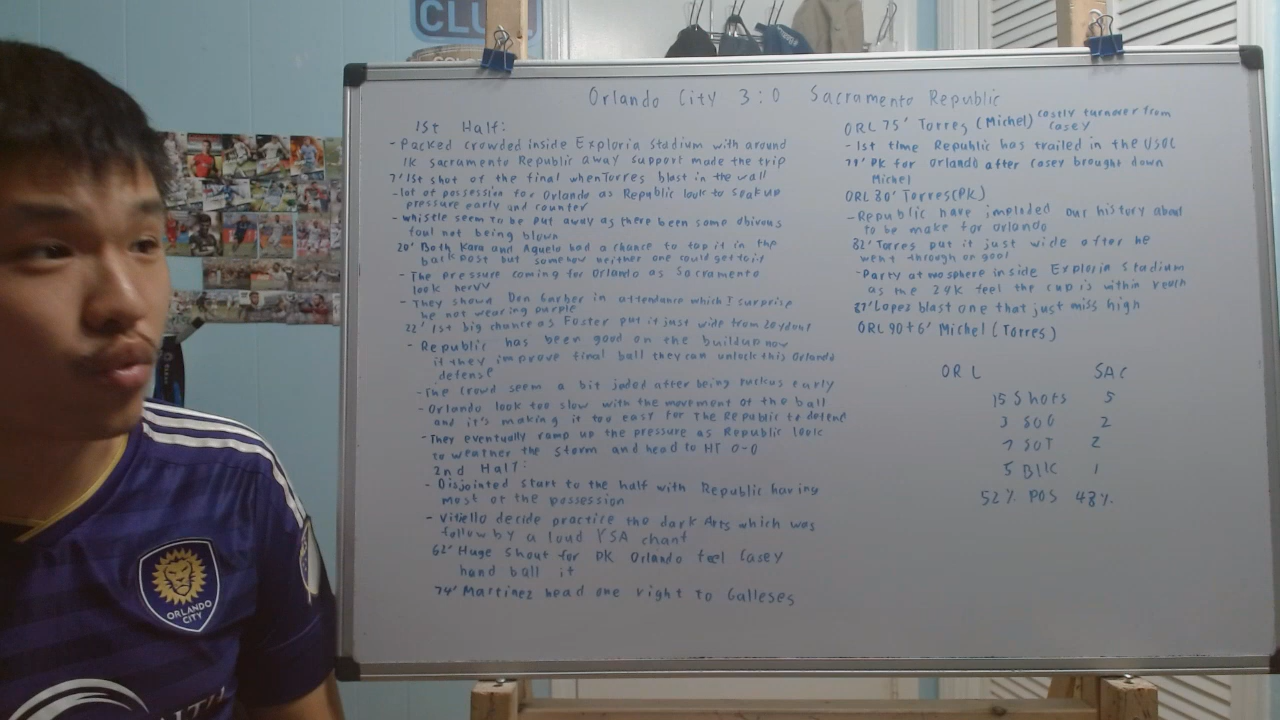 CLU
Orlando City 3:0 Sacramento Republic
1st Half:
- Packed crowded inside Exploria Stadium with around
1K Sacramento Republic away support made the trip
7' 1st shot of the final when Torres blast in the wall
- lot of possession for Orlando as Republic look to soak up
pressure early and counter
- whistle seem to be put away as there been some obivous
foul not being blown
20' Both Kara and Aguelo had a chance to tap it in the
back post but somehow neither one could get to it
- The pressure coming for Orlando as Sacramento
look nervv
- They showd Don Garber in attendance which I surprise
he not wearing purple
22' 1st big chance as Foster put it just wide from 20 yd out
- Republic has been good on the buildup now
if they improve final ball they can unlock this Orlando
defense
- The crowd seem a bit jaded after being ruckus early
- Orlando look too slow with the movement of the ball
and it's making it too easy for The Republic to defend
- They eventually ramp up the pressure as Republic look
to weather the storm and head to HT 0-0
2nd Half:
- Disjointed start to the half with Republic having
most of the possession
- Vitiello decide practice the dark Arts which was
follow by a loud YSA chant
62' Huge shout for PK Orlando feel Casey
hand ball it
74' Martinez head one right to Galleses
ORL 75' Torres (Michel) costly turnover from
Casey
- 1st time Republic has trailed in the USOC
79' PK for Orlando after Casey brought down
Michel
ORL 80' Torres (PK)
- Republic have imploded our history about
to be make for Orlando
82' Torres put it just wide after he
went through on goal
- Party atmosphere inside Exploria Stadium
as the 24K feel the cup is within reach
87' Lopes blast one that just miss high
ORL 90+6' Michel (Torres)
ORL SAC
15 Shots 5
3 SOG 2
7 SOT 2
5 Blk 1
52% POS 48%
ORLANDO
CITY